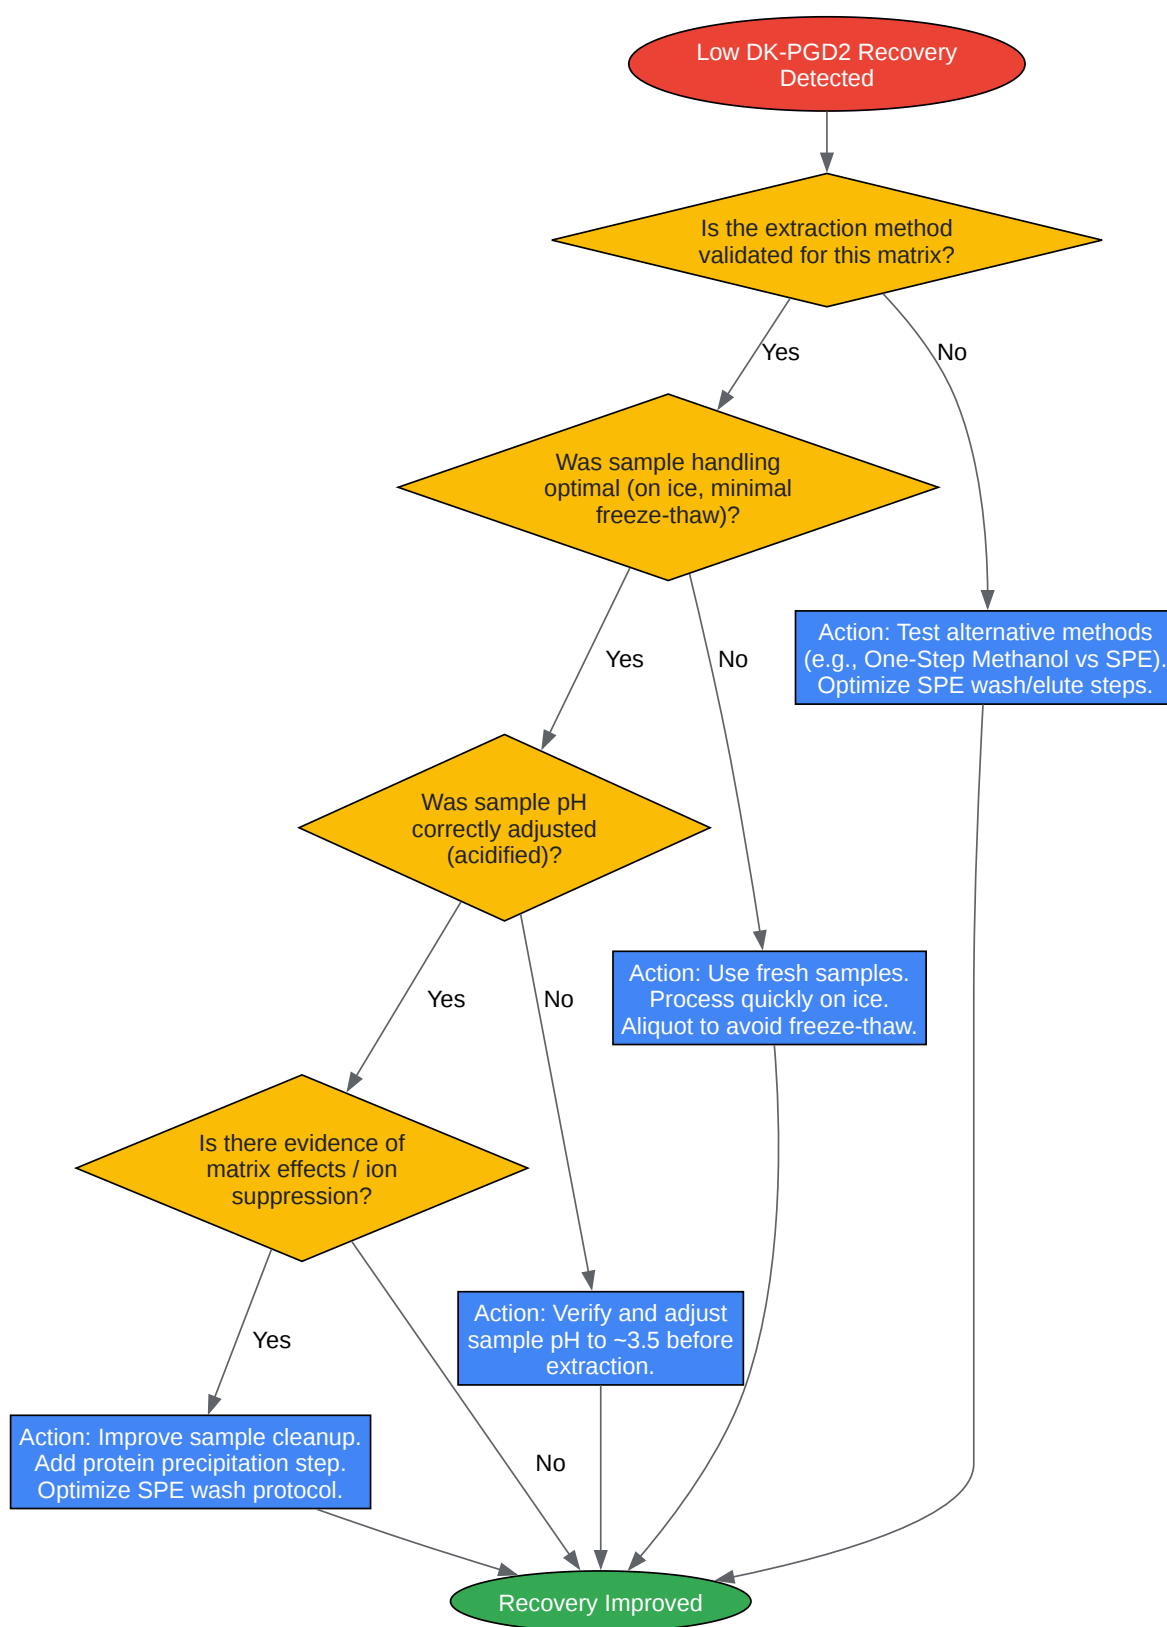 Low DK-PGD2 Recovery
Detected
Is the extraction method
validated for this matrix?
Yes
No
Was sample handling
optimal (on ice, minimal
freeze-thaw)?
Action: Test alternative methods
(e.g., One-Step Methanol vs SPE).
Optimize SPE wash/elute steps.
Yes
No
Was sample pH
correctly adjusted
(acidified)?
Action: Use fresh samples.
Process quickly on ice.
Aliquot to avoid freeze-thaw.
Yes
No
Is there evidence of
matrix effects / ion
suppression?
Action: Verify and adjust
sample pH to ~3.5 before
extraction.
Yes
No
Action: Improve sample cleanup.
Add protein precipitation step.
Optimize SPE wash protocol.
Recovery Improved